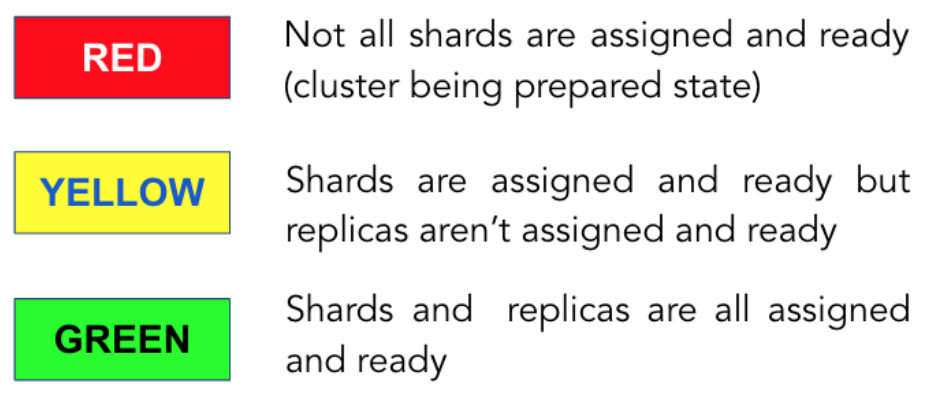 RED
Not all shards are assigned and ready
(cluster being prepared state)
YELLOW
Shards are assigned and ready but
replicas aren’t assigned and ready
GREEN
Shards and replicas are all assigned
and ready